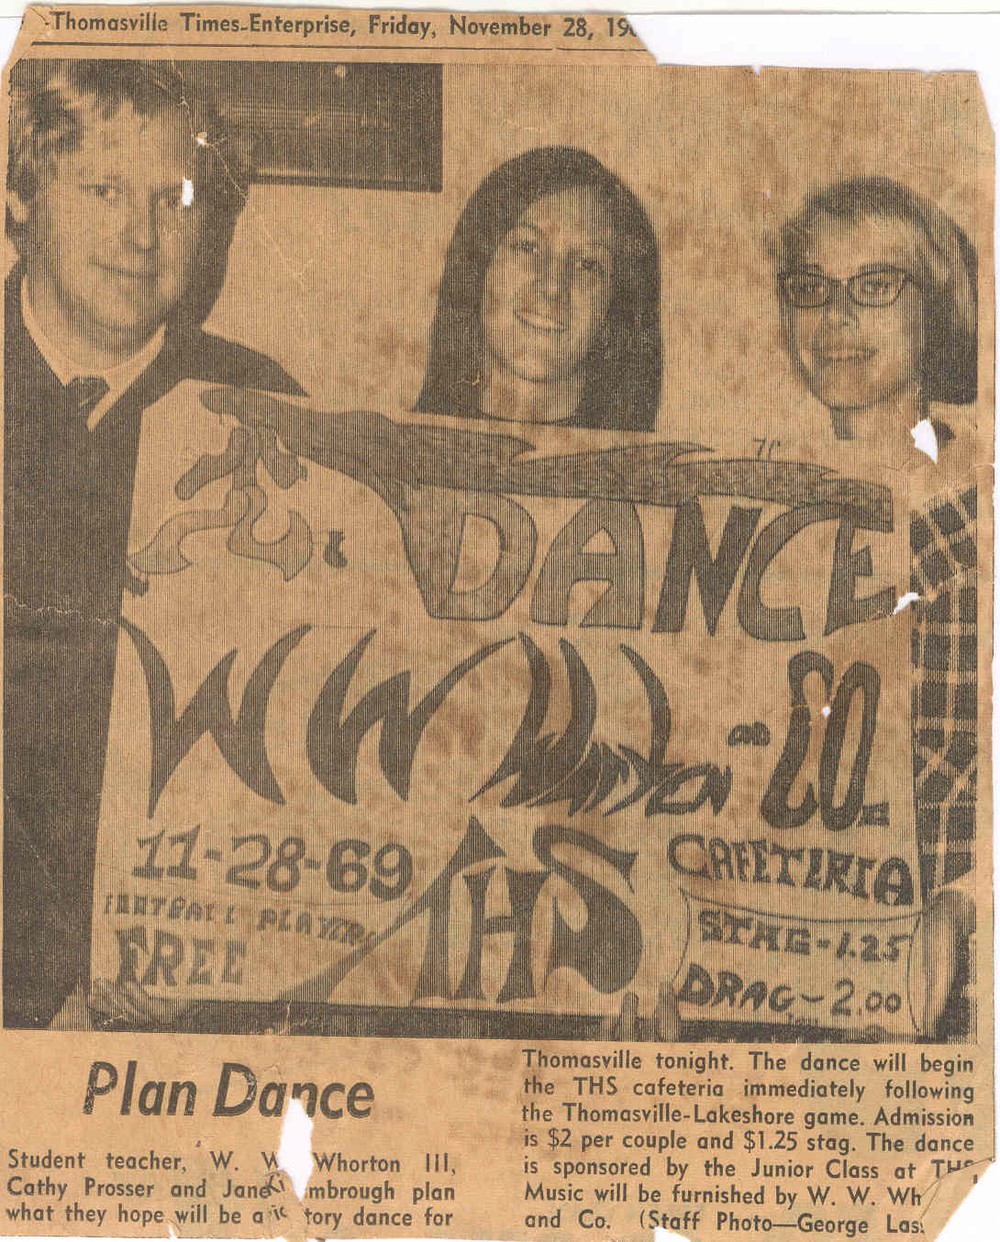 Thomasville Times-Enterprise, Friday, November 28, 19
DANCE
WW
AND CO.
11-28-69
THS
CAFETERIA
FOOTBALL PLAYERS
FREE
STAG-1.25
DRAG-2.00
Plan Dance
Student teacher, W. W. Whorton III,
Cathy Prosser and Jane mbrough plan
what they hope will be a tory dance for
Thomasville tonight. The dance will begin
the THS cafeteria immediately following
the Thomasville-Lakeshore game. Admission
is $2 per couple and $1.25 stag. The dance
is sponsored by the Junior Class at THS
Music will be furnished by W. W. Wh
and Co. (Staff Photo—George Las